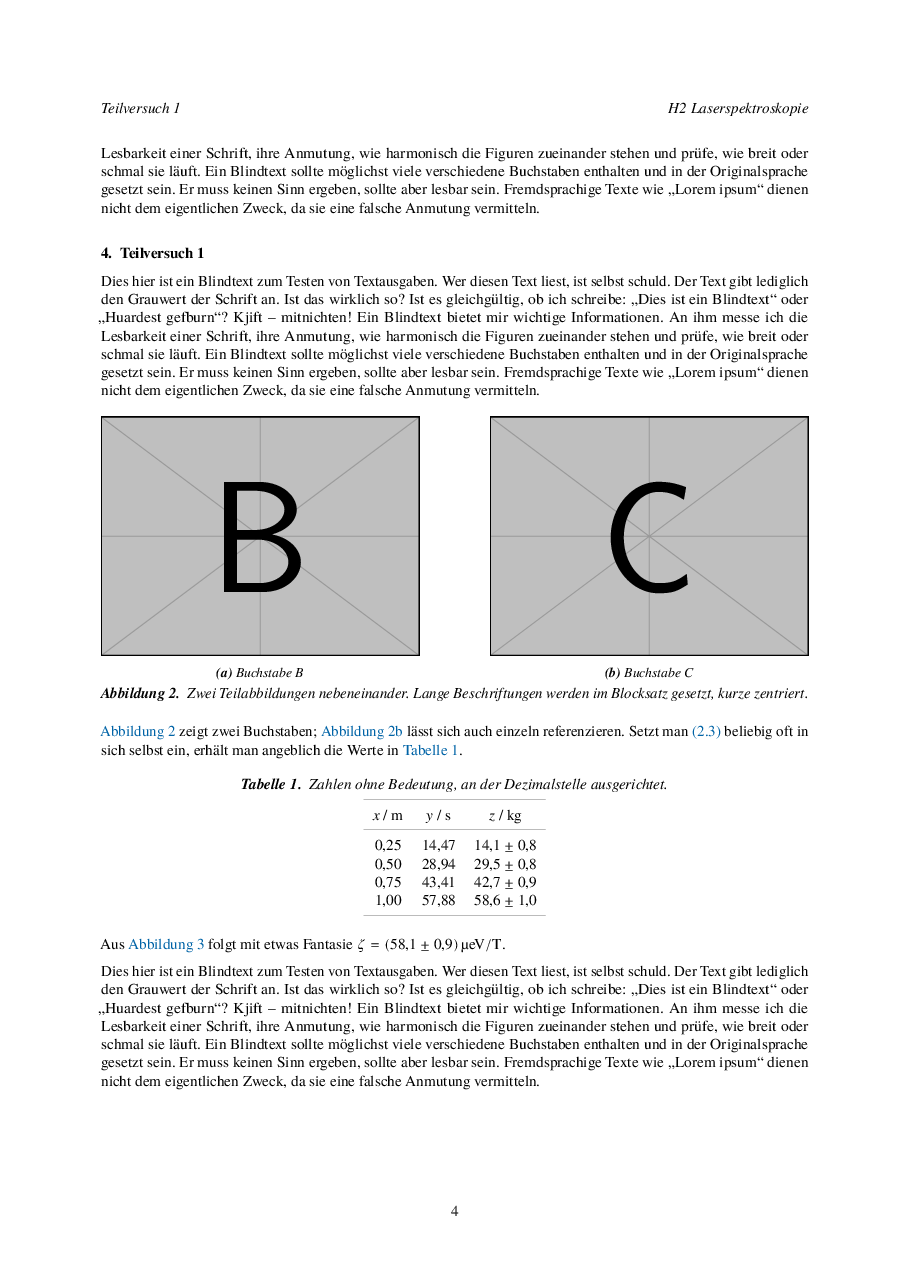 Teilversuch 1 H2 Laserspektroskopie
Lesbarkeit einer Schrift, ihre Anmutung, wie harmonisch die Figuren zueinander stehen und prüfe, wie breit oder
schmal sie läuft. Ein Blindtext sollte möglichst viele verschiedene Buchstaben enthalten und in der Originalsprache
gesetzt sein. Er muss keinen Sinn ergeben, sollte aber lesbar sein. Fremdsprachige Texte wie „Lorem ipsum“ dienen
nicht dem eigentlichen Zweck, da sie eine falsche Anmutung vermitteln.
4. Teilversuch 1
Dies hier ist ein Blindtext zum Testen von Textausgaben. Wer diesen Text liest, ist selbst schuld. Der Text gibt lediglich
den Grauwert der Schrift an. Ist das wirklich so? Ist es gleichgültig, ob ich schreibe: „Dies ist ein Blindtext“ oder
„Huardest gefburn“? Kjift – mitnichten! Ein Blindtext bietet mir wichtige Informationen. An ihm messe ich die
Lesbarkeit einer Schrift, ihre Anmutung, wie harmonisch die Figuren zueinander stehen und prüfe, wie breit oder
schmal sie läuft. Ein Blindtext sollte möglichst viele verschiedene Buchstaben enthalten und in der Originalsprache
gesetzt sein. Er muss keinen Sinn ergeben, sollte aber lesbar sein. Fremdsprachige Texte wie „Lorem ipsum“ dienen
nicht dem eigentlichen Zweck, da sie eine falsche Anmutung vermitteln.
B C
(a) Buchstabe B (b) Buchstabe C
Abbildung 2. Zwei Teilabbildungen nebeneinander. Lange Beschriftungen werden im Blocksatz gesetzt, kurze zentriert.
Abbildung 2 zeigt zwei Buchstaben; Abbildung 2b lässt sich auch einzeln referenzieren. Setzt man (2.3) beliebig oft in
sich selbst ein, erhält man angeblich die Werte in Tabelle 1.
Tabelle 1. Zahlen ohne Bedeutung, an der Dezimalstelle ausgerichtet.
x / m y / s z / kg
0,25 14,47 14,1 ± 0,8
0,50 28,94 29,5 ± 0,8
0,75 43,41 42,7 ± 0,9
1,00 57,88 58,6 ± 1,0
Aus Abbildung 3 folgt mit etwas Fantasie ζ = (58,1 ± 0,9) μeV/T.
Dies hier ist ein Blindtext zum Testen von Textausgaben. Wer diesen Text liest, ist selbst schuld. Der Text gibt lediglich
den Grauwert der Schrift an. Ist das wirklich so? Ist es gleichgültig, ob ich schreibe: „Dies ist ein Blindtext“ oder
„Huardest gefburn“? Kjift – mitnichten! Ein Blindtext bietet mir wichtige Informationen. An ihm messe ich die
Lesbarkeit einer Schrift, ihre Anmutung, wie harmonisch die Figuren zueinander stehen und prüfe, wie breit oder
schmal sie läuft. Ein Blindtext sollte möglichst viele verschiedene Buchstaben enthalten und in der Originalsprache
gesetzt sein. Er muss keinen Sinn ergeben, sollte aber lesbar sein. Fremdsprachige Texte wie „Lorem ipsum“ dienen
nicht dem eigentlichen Zweck, da sie eine falsche Anmutung vermitteln.
4